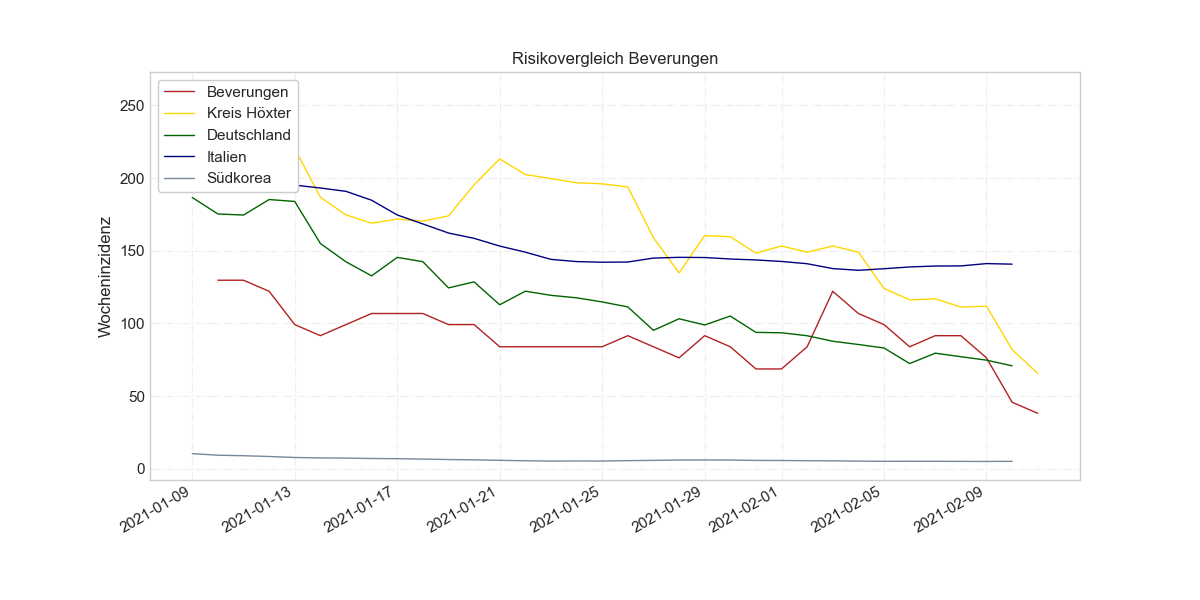 Risikovergleich Beverungen
Beverungen
Kreis Höxter
Deutschland
Italien
Südkorea
Wocheninzidenz
250
200
150
100
50
0
2021-01-09
2021-01-13
2021-01-17
2021-01-21
2021-01-25
2021-01-29
2021-02-01
2021-02-05
2021-02-09